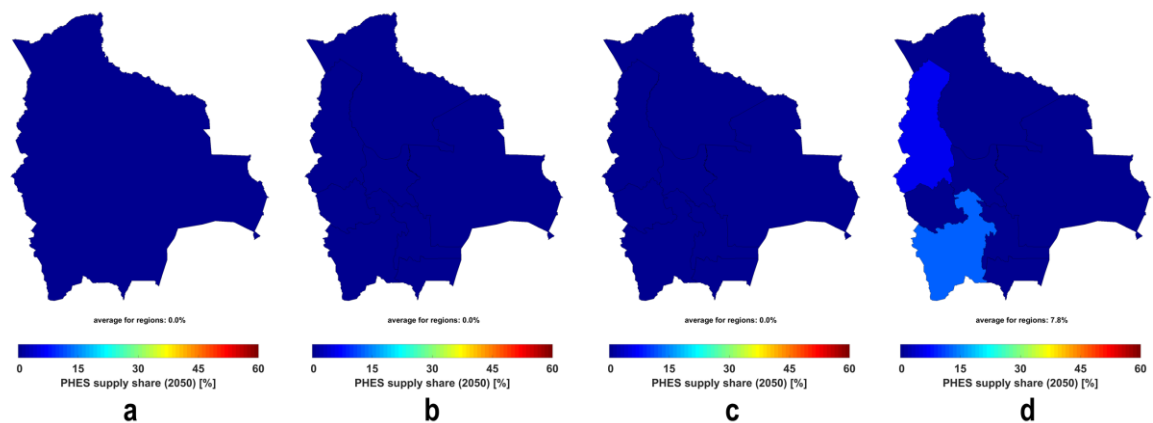 average for regions: 0.0%
0 15 30 45 60
PHES supply share (2050) [%]
a
average for regions: 0.0%
0 15 30 45 60
PHES supply share (2050) [%]
b
average for regions: 0.0%
0 15 30 45 60
PHES supply share (2050) [%]
c
average for regions: 7.8%
0 15 30 45 60
PHES supply share (2050) [%]
d